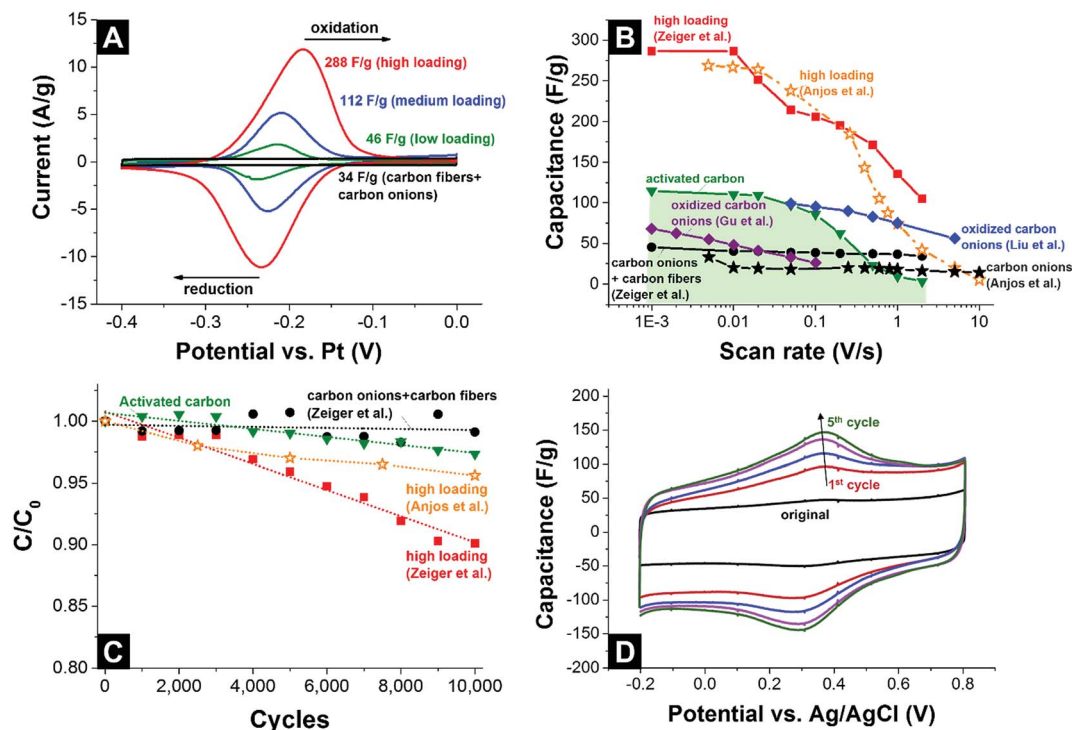 A
oxidation
288 F/g (high loading)
112 F/g (medium loading)
46 F/g (low loading)
34 F/g (carbon fibers+
carbon onions)
reduction
15
10
5
0
-5
-10
-15
-0.4
-0.3
-0.2
-0.1
0.0
Current (A/g)
Potential vs. Pt (V)
B
high loading
(Zeiger et al.)
high loading
(Anjos et al.)
activated carbon
oxidized carbon
onions (Gu et al.)
oxidized carbon
onions (Liu et al.)
carbon onions
+ carbon fibers
(Zeiger et al.)
carbon onions
(Anjos et al.)
300
250
200
150
100
50
0
1E-3
0.01
0.1
1
10
Capacitance (F/g)
Scan rate (V/s)
C
Activated carbon
carbon onions+carbon fibers
(Zeiger et al.)
high loading
(Anjos et al.)
high loading
(Zeiger et al.)
1.00
0.95
0.90
0.85
0.80
0
2,000
4,000
6,000
8,000
10,000
C/C₀
Cycles
D
5th cycle
1st cycle
original
200
150
100
50
0
-50
-100
-150
-200
-0.2
0.0
0.2
0.4
0.6
0.8
Capacitance (F/g)
Potential vs. Ag/AgCl (V)